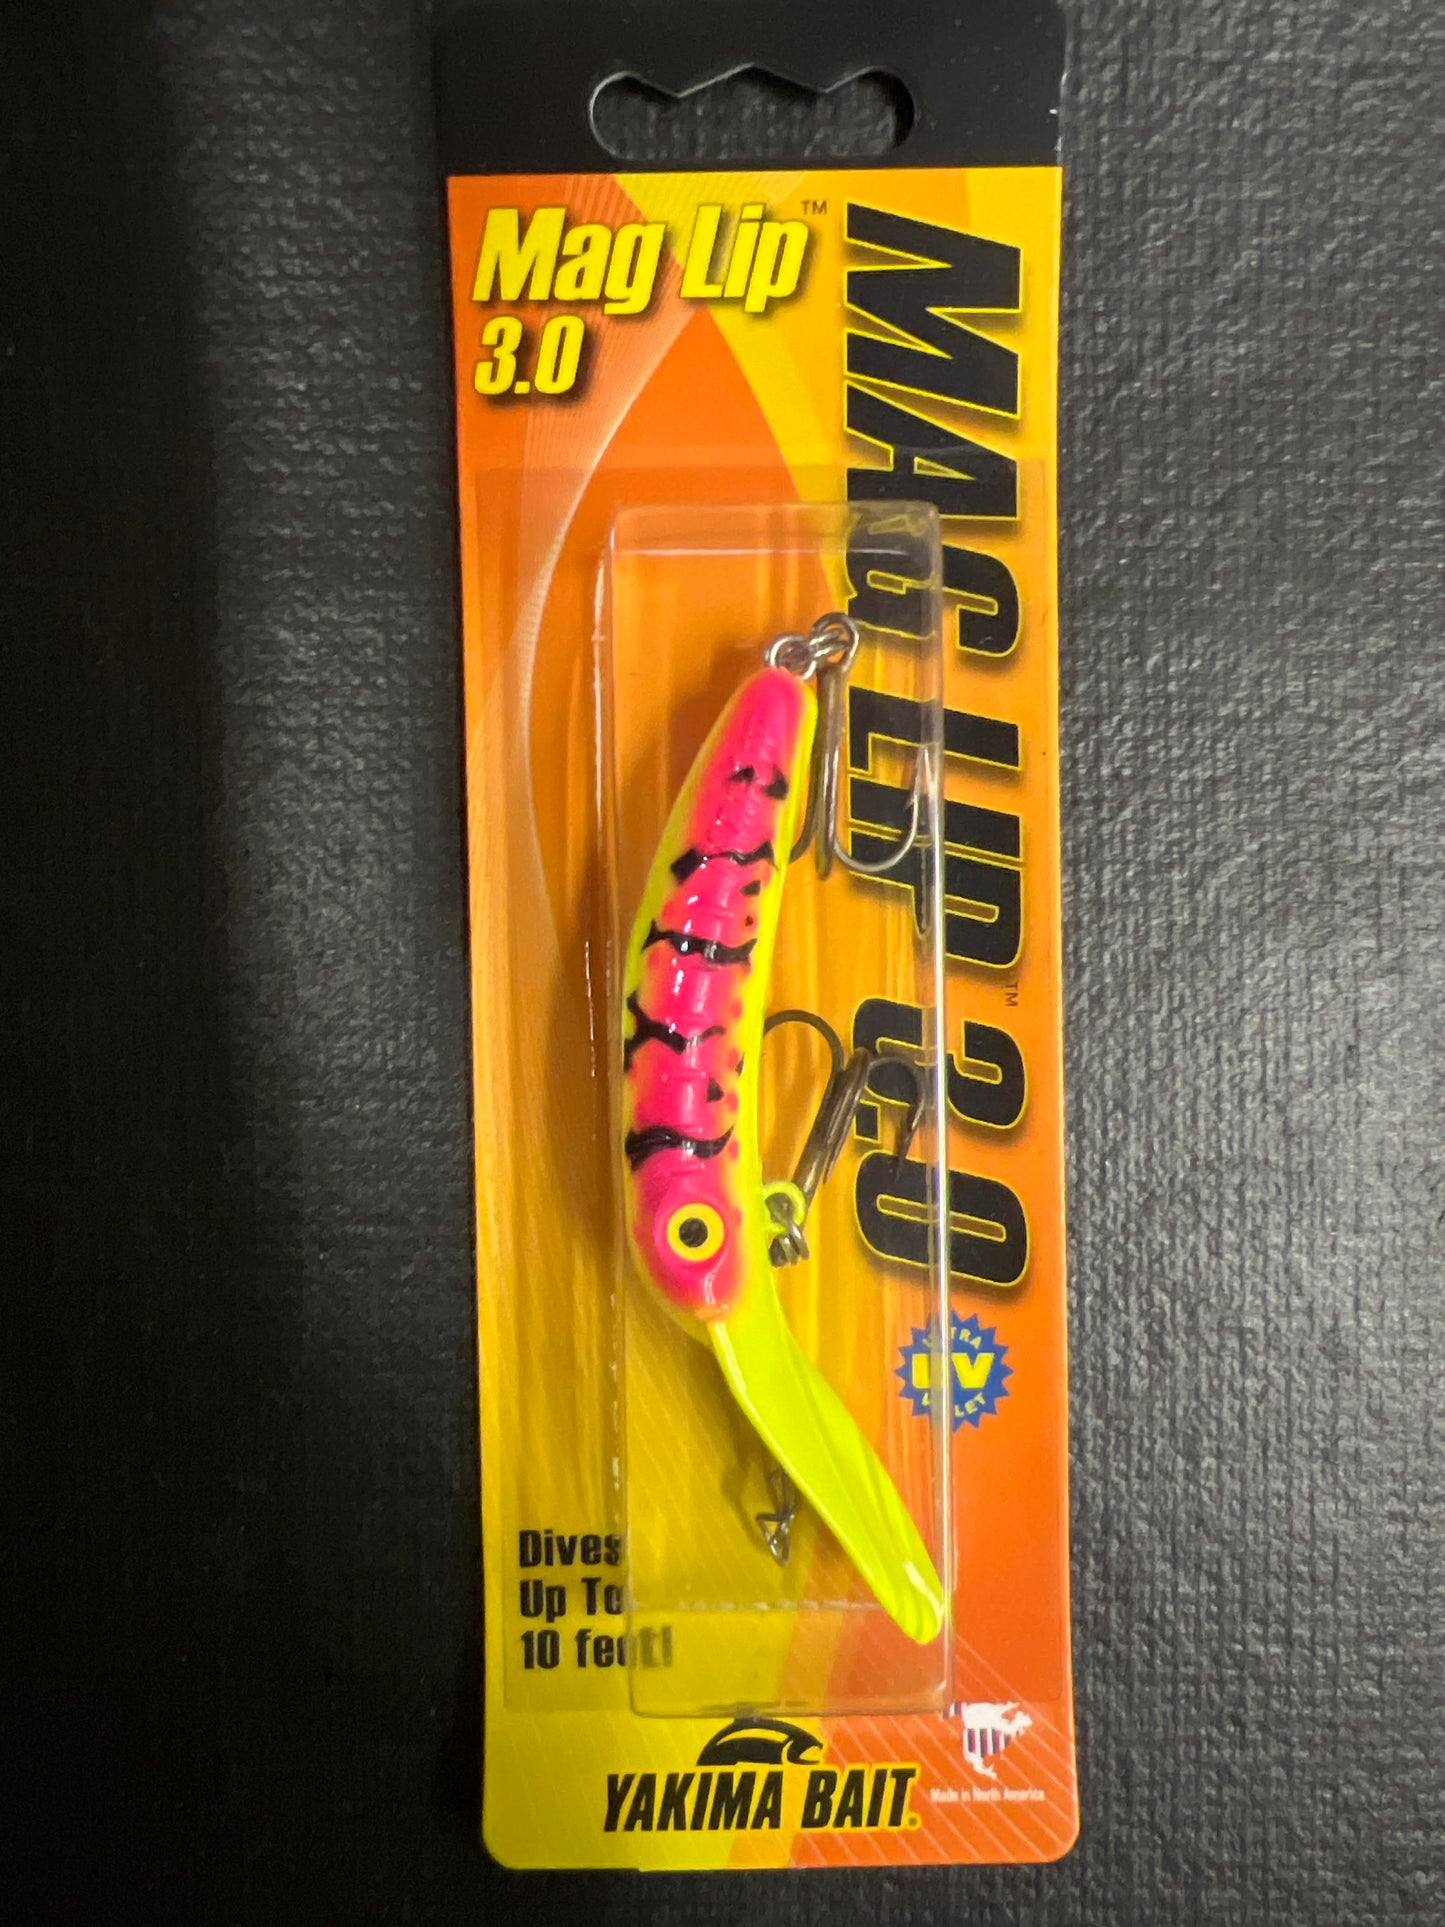 Mag Lip™
3.0
MAG LIP™ 3.0
ULTRA
UV
VIOLET
Dives
Up To
10 feet!
YAKIMA BAIT®
Made in North America